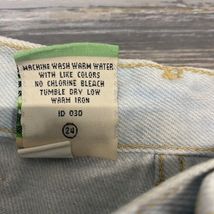 MACHINE WASH WARM WATER
WITH LIKE COLORS
NO CHLORINE BLEACH
TUMBLE DRY LOW
WARM IRON
ID 030
24